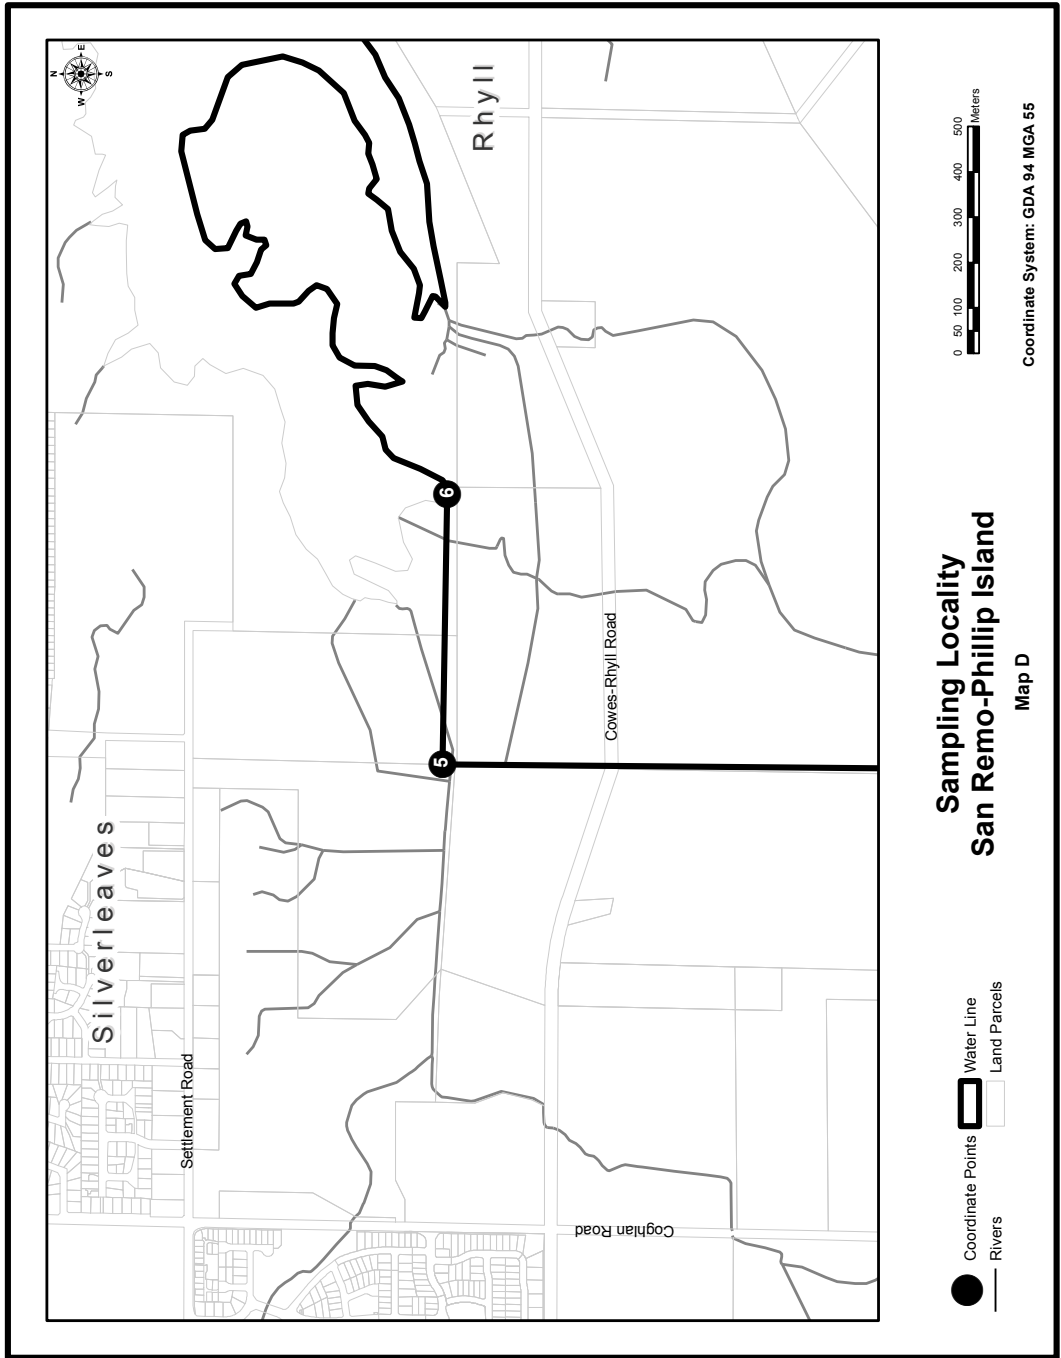 N
E
S
W
Silverleaves
Rhyll
Settlement Road
Cowes-Rhyll Road
Coghlan Road
5
6
Sampling Locality
San Remo-Phillip Island
Map D
Coordinate Points
Water Line
Rivers
Land Parcels
0 50 100 200 300 400 500
Meters
Coordinate System: GDA 94 MGA 55